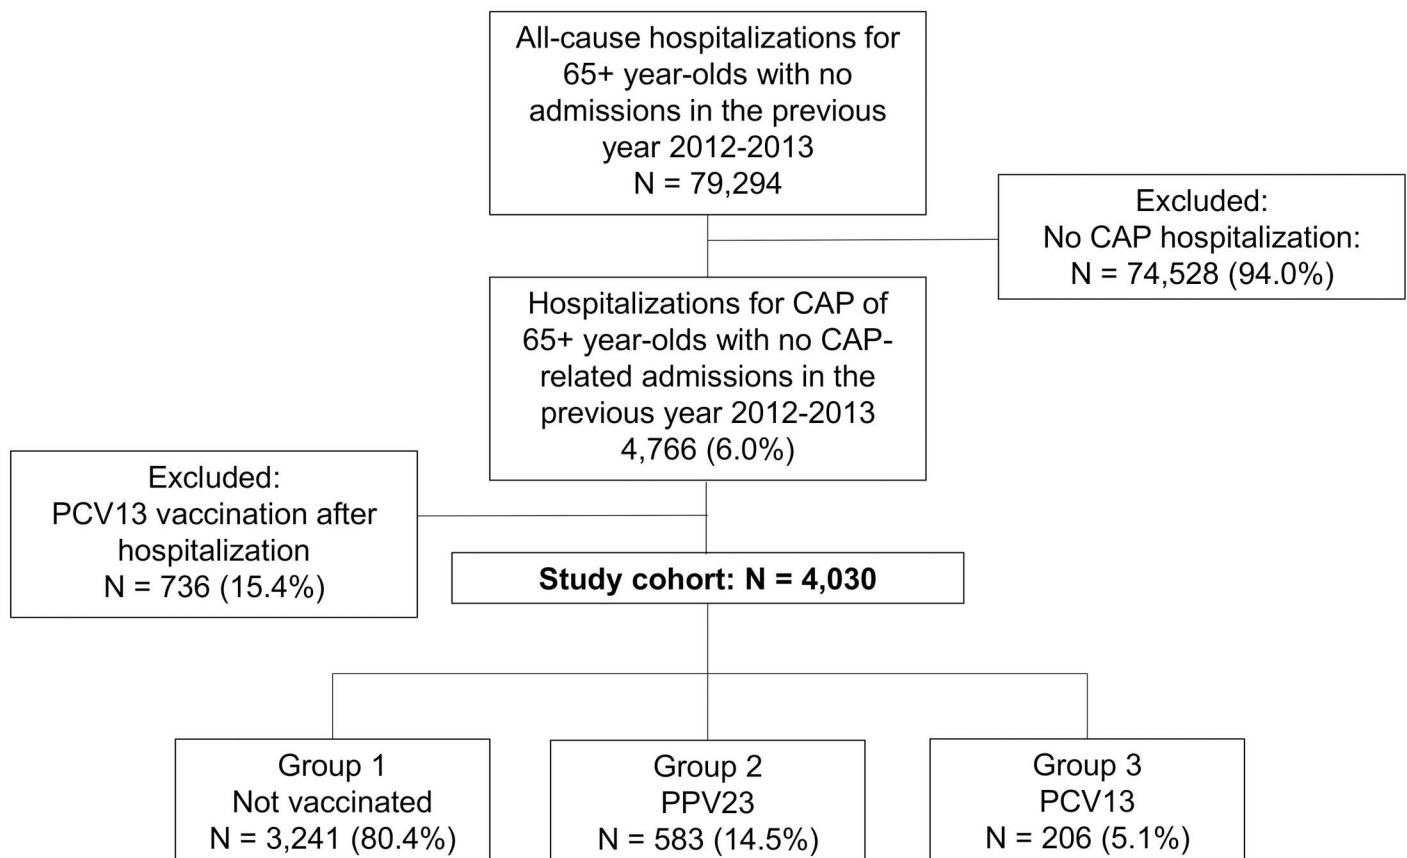 All-cause hospitalizations for
65+ year-olds with no
admissions in the previous
year 2012-2013
N = 79,294
Excluded:
No CAP hospitalization:
N = 74,528 (94.0%)
Hospitalizations for CAP of
65+ year-olds with no CAP-
related admissions in the
previous year 2012-2013
4,766 (6.0%)
Excluded:
PCV13 vaccination after
hospitalization
N = 736 (15.4%)
Study cohort: N = 4,030
Group 1
Not vaccinated
N = 3,241 (80.4%)
Group 2
PPV23
N = 583 (14.5%)
Group 3
PCV13
N = 206 (5.1%)